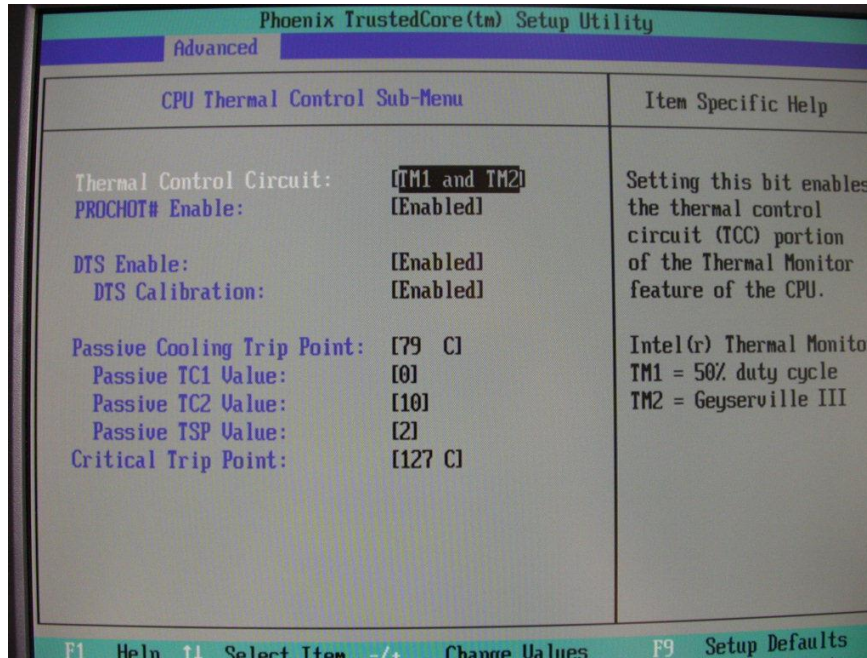 Phoenix TrustedCore(tm) Setup Utility
Advanced
CPU Thermal Control Sub-Menu
Item Specific Help
Thermal Control Circuit: [TM1 and TM2]
PROCHOT# Enable: [Enabled]
DTS Enable: [Enabled]
DTS Calibration: [Enabled]
Passive Cooling Trip Point: [79 C]
Passive TC1 Value: [0]
Passive TC2 Value: [10]
Passive TSP Value: [2]
Critical Trip Point: [127 C]
Setting this bit enables
the thermal control
circuit (TCC) portion
of the Thermal Monitor
feature of the CPU.
Intel(r) Thermal Monito
TM1 = 50% duty cycle
TM2 = Geyserville III
F1 Help ↑↓ Select Item -/+ Change Values F9 Setup Defaults